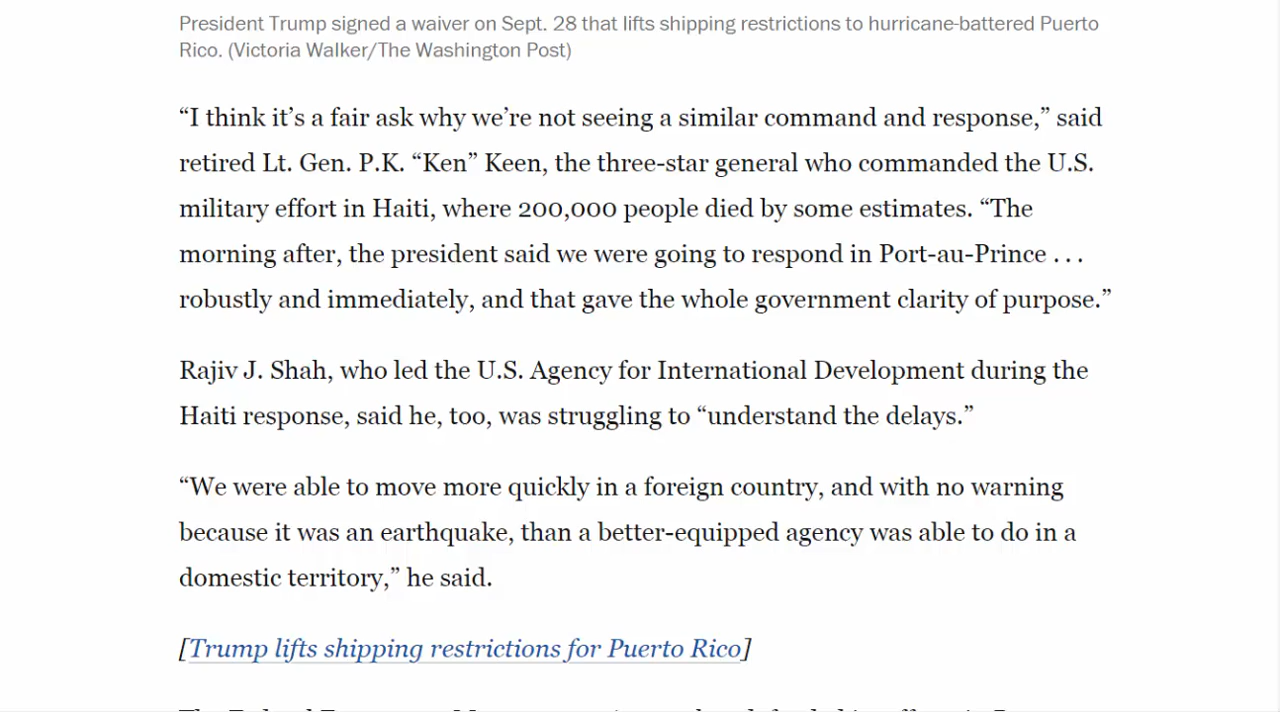 President Trump signed a waiver on Sept. 28 that lifts shipping restrictions to hurricane-battered Puerto
Rico. (Victoria Walker/The Washington Post)
“I think it’s a fair ask why we’re not seeing a similar command and response,” said
retired Lt. Gen. P.K. “Ken” Keen, the three-star general who commanded the U.S.
military effort in Haiti, where 200,000 people died by some estimates. “The
morning after, the president said we were going to respond in Port-au-Prince . . .
robustly and immediately, and that gave the whole government clarity of purpose.”
Rajiv J. Shah, who led the U.S. Agency for International Development during the
Haiti response, said he, too, was struggling to “understand the delays.”
“We were able to move more quickly in a foreign country, and with no warning
because it was an earthquake, than a better-equipped agency was able to do in a
domestic territory,” he said.
[Trump lifts shipping restrictions for Puerto Rico]